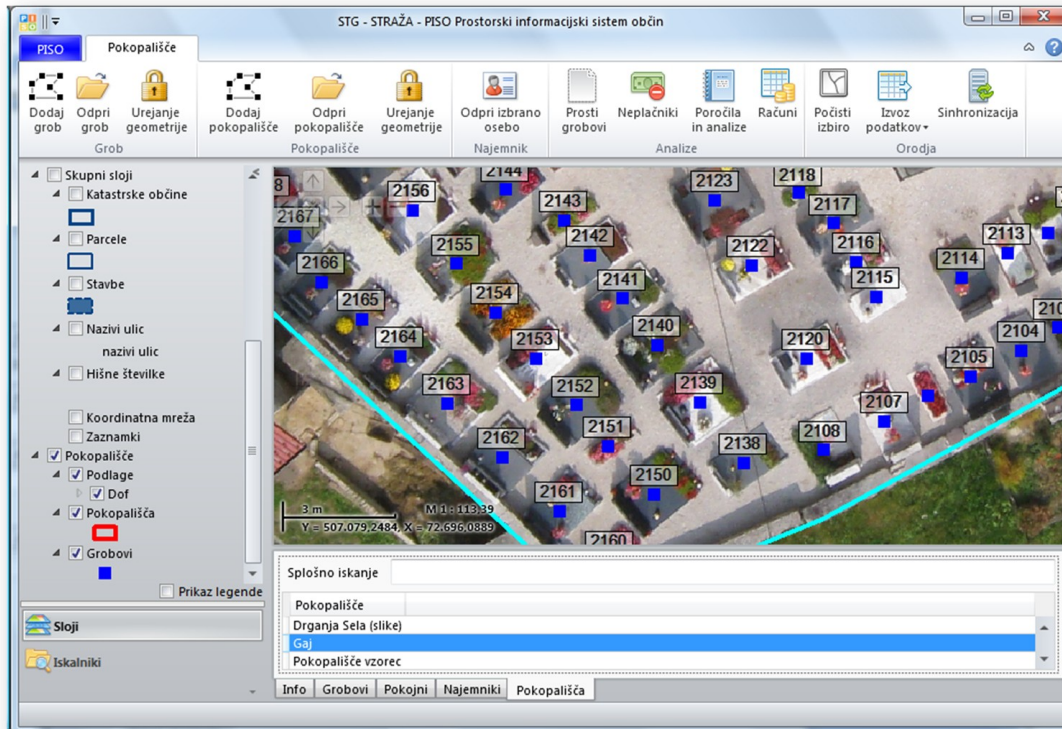 STG - STRAŽA - PISO Prostorski informacijski sistem občin
PISO
Pokopališče
Dodaj grob
Odpri grob
Urejanje geometrije
Grob
Dodaj pokopališče
Odpri pokopališče
Urejanje geometrije
Pokopališče
Odpri izbrano osebo
Najemnik
Prosti grobovi
Neplačniki
Poročila in analize
Računi
Analize
Počisti izbiro
Izvoz podatkov
Sinhronizacija
Orodja
Skupni sloji
Katastrske občine
Parcele
Stavbe
Nazivi ulic
nazivi ulic
Hišne številke
Koordinatna mreža
Zaznamki
Pokopališče
Podlage
Dof
Pokopališča
Grobovi
Prikaz legende
Sloji
Iskalniki
2144
2156
2143
2123
2118
2117
2167
2155
2142
2122
2116
2113
2166
2141
2115
2114
2165
2154
2164
2153
2140
2120
2104
2105
2163
2152
2139
2107
2162
2151
2138
2108
2161
2150
2160
3 m
M 1 : 113,39
Y = 507.079,2484, X = 72.696,0889
Splošno iskanje
Pokopališče
Drganja Sela (slike)
Gaj
Pokopališče vzorec
Info
Grobovi
Pokojni
Najemniki
Pokopališča